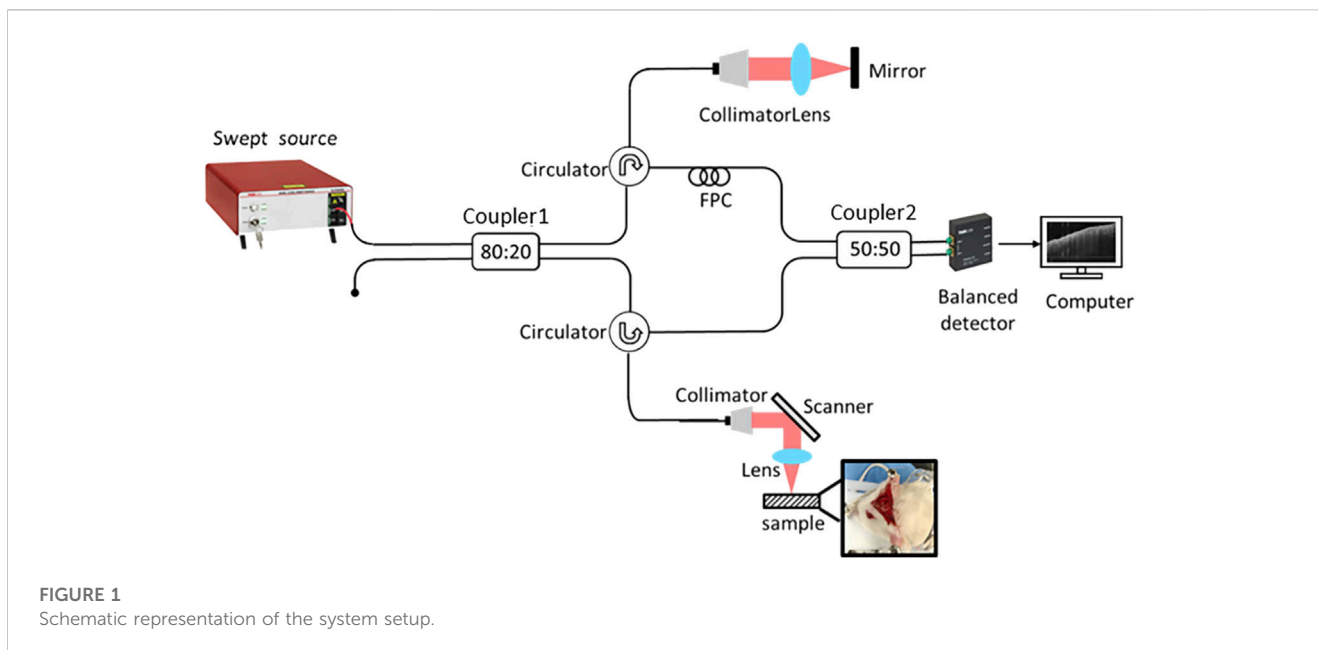 Swept source
Coupler1
80:20
Circulator
CollimatorLens
Mirror
FPC
Coupler2
50:50
Balanced
detector
Computer
Circulator
Collimator
Scanner
Lens
sample
FIGURE 1
Schematic representation of the system setup.